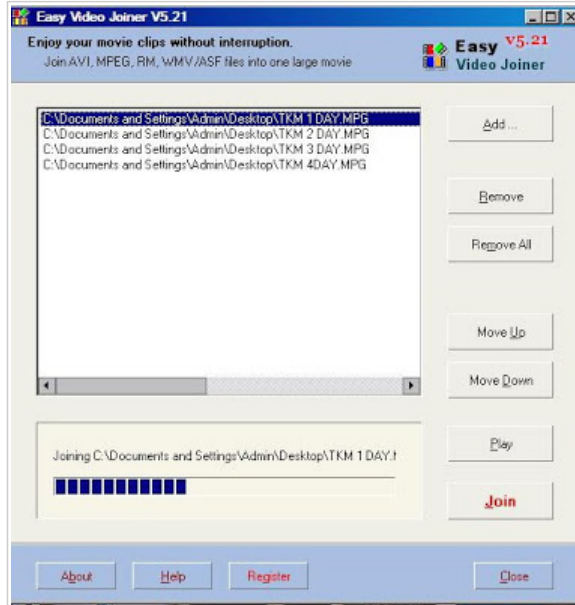 Easy Video Joiner V5.21
Enjoy your movie clips without interruption.
Join AVI, MPEG, RM, WMV/ASF files into one large movie
Easy V5.21
Video Joiner
C:\Documents and Settings\Admin\Desktop\TKM 1 DAY.MPG
C:\Documents and Settings\Admin\Desktop\TKM 2 DAY.MPG
C:\Documents and Settings\Admin\Desktop\TKM 3 DAY.MPG
C:\Documents and Settings\Admin\Desktop\TKM 4DAY.MPG
Add ...
Remove
Remove All
Move Up
Move Down
Joining C:\Documents and Settings\Admin\Desktop\TKM 1 DAY.
Play
Join
About
Help
Register
Close